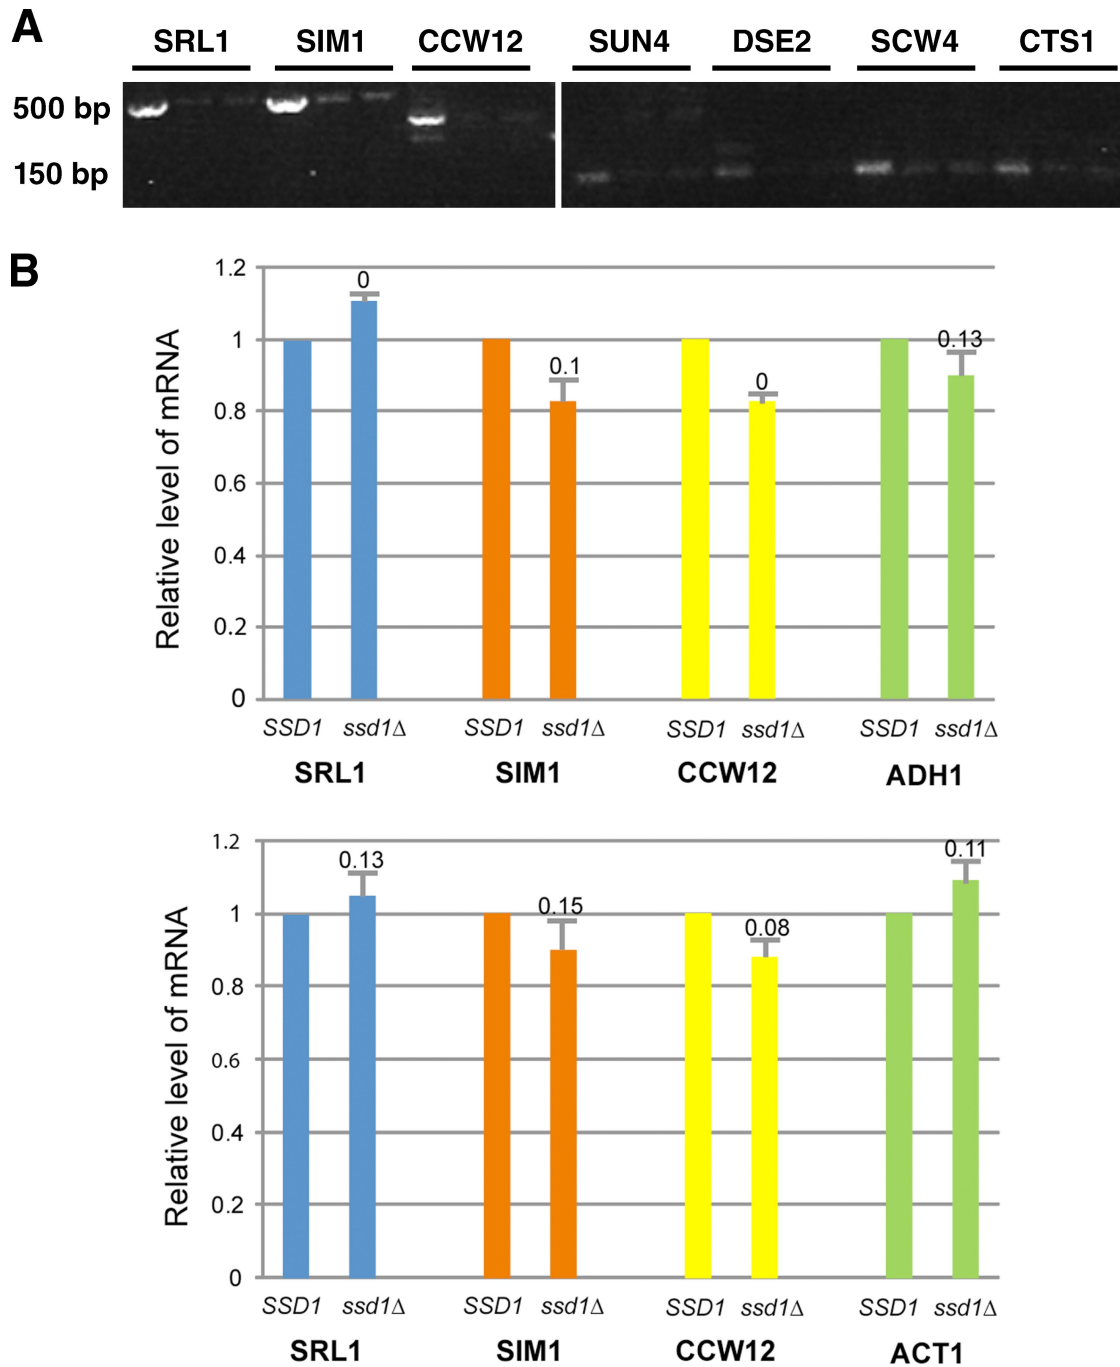 A
SRL1 SIM1 CCW12 SUN4 DSE2 SCW4 CTS1
500 bp
150 bp
B
Relative level of mRNA
1.2
1
0.8
0.6
0.4
0.2
0
0 0.1 0 0.13
SSD1 ssd1Δ SSD1 ssd1Δ SSD1 ssd1Δ SSD1 ssd1Δ
SRL1 SIM1 CCW12 ADH1
Relative level of mRNA
1.2
1
0.8
0.6
0.4
0.2
0
0.13 0.15 0.08 0.11
SSD1 ssd1Δ SSD1 ssd1Δ SSD1 ssd1Δ SSD1 ssd1Δ
SRL1 SIM1 CCW12 ACT1